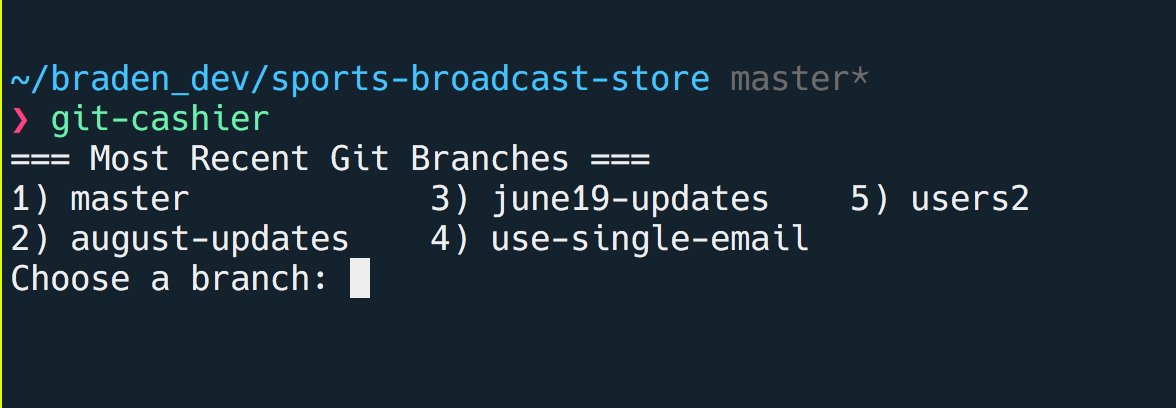 ~/braden_dev/sports-broadcast-store master*
❯ git-cashier
=== Most Recent Git Branches ===
1) master            3) june19-updates    5) users2
2) august-updates    4) use-single-email
Choose a branch: